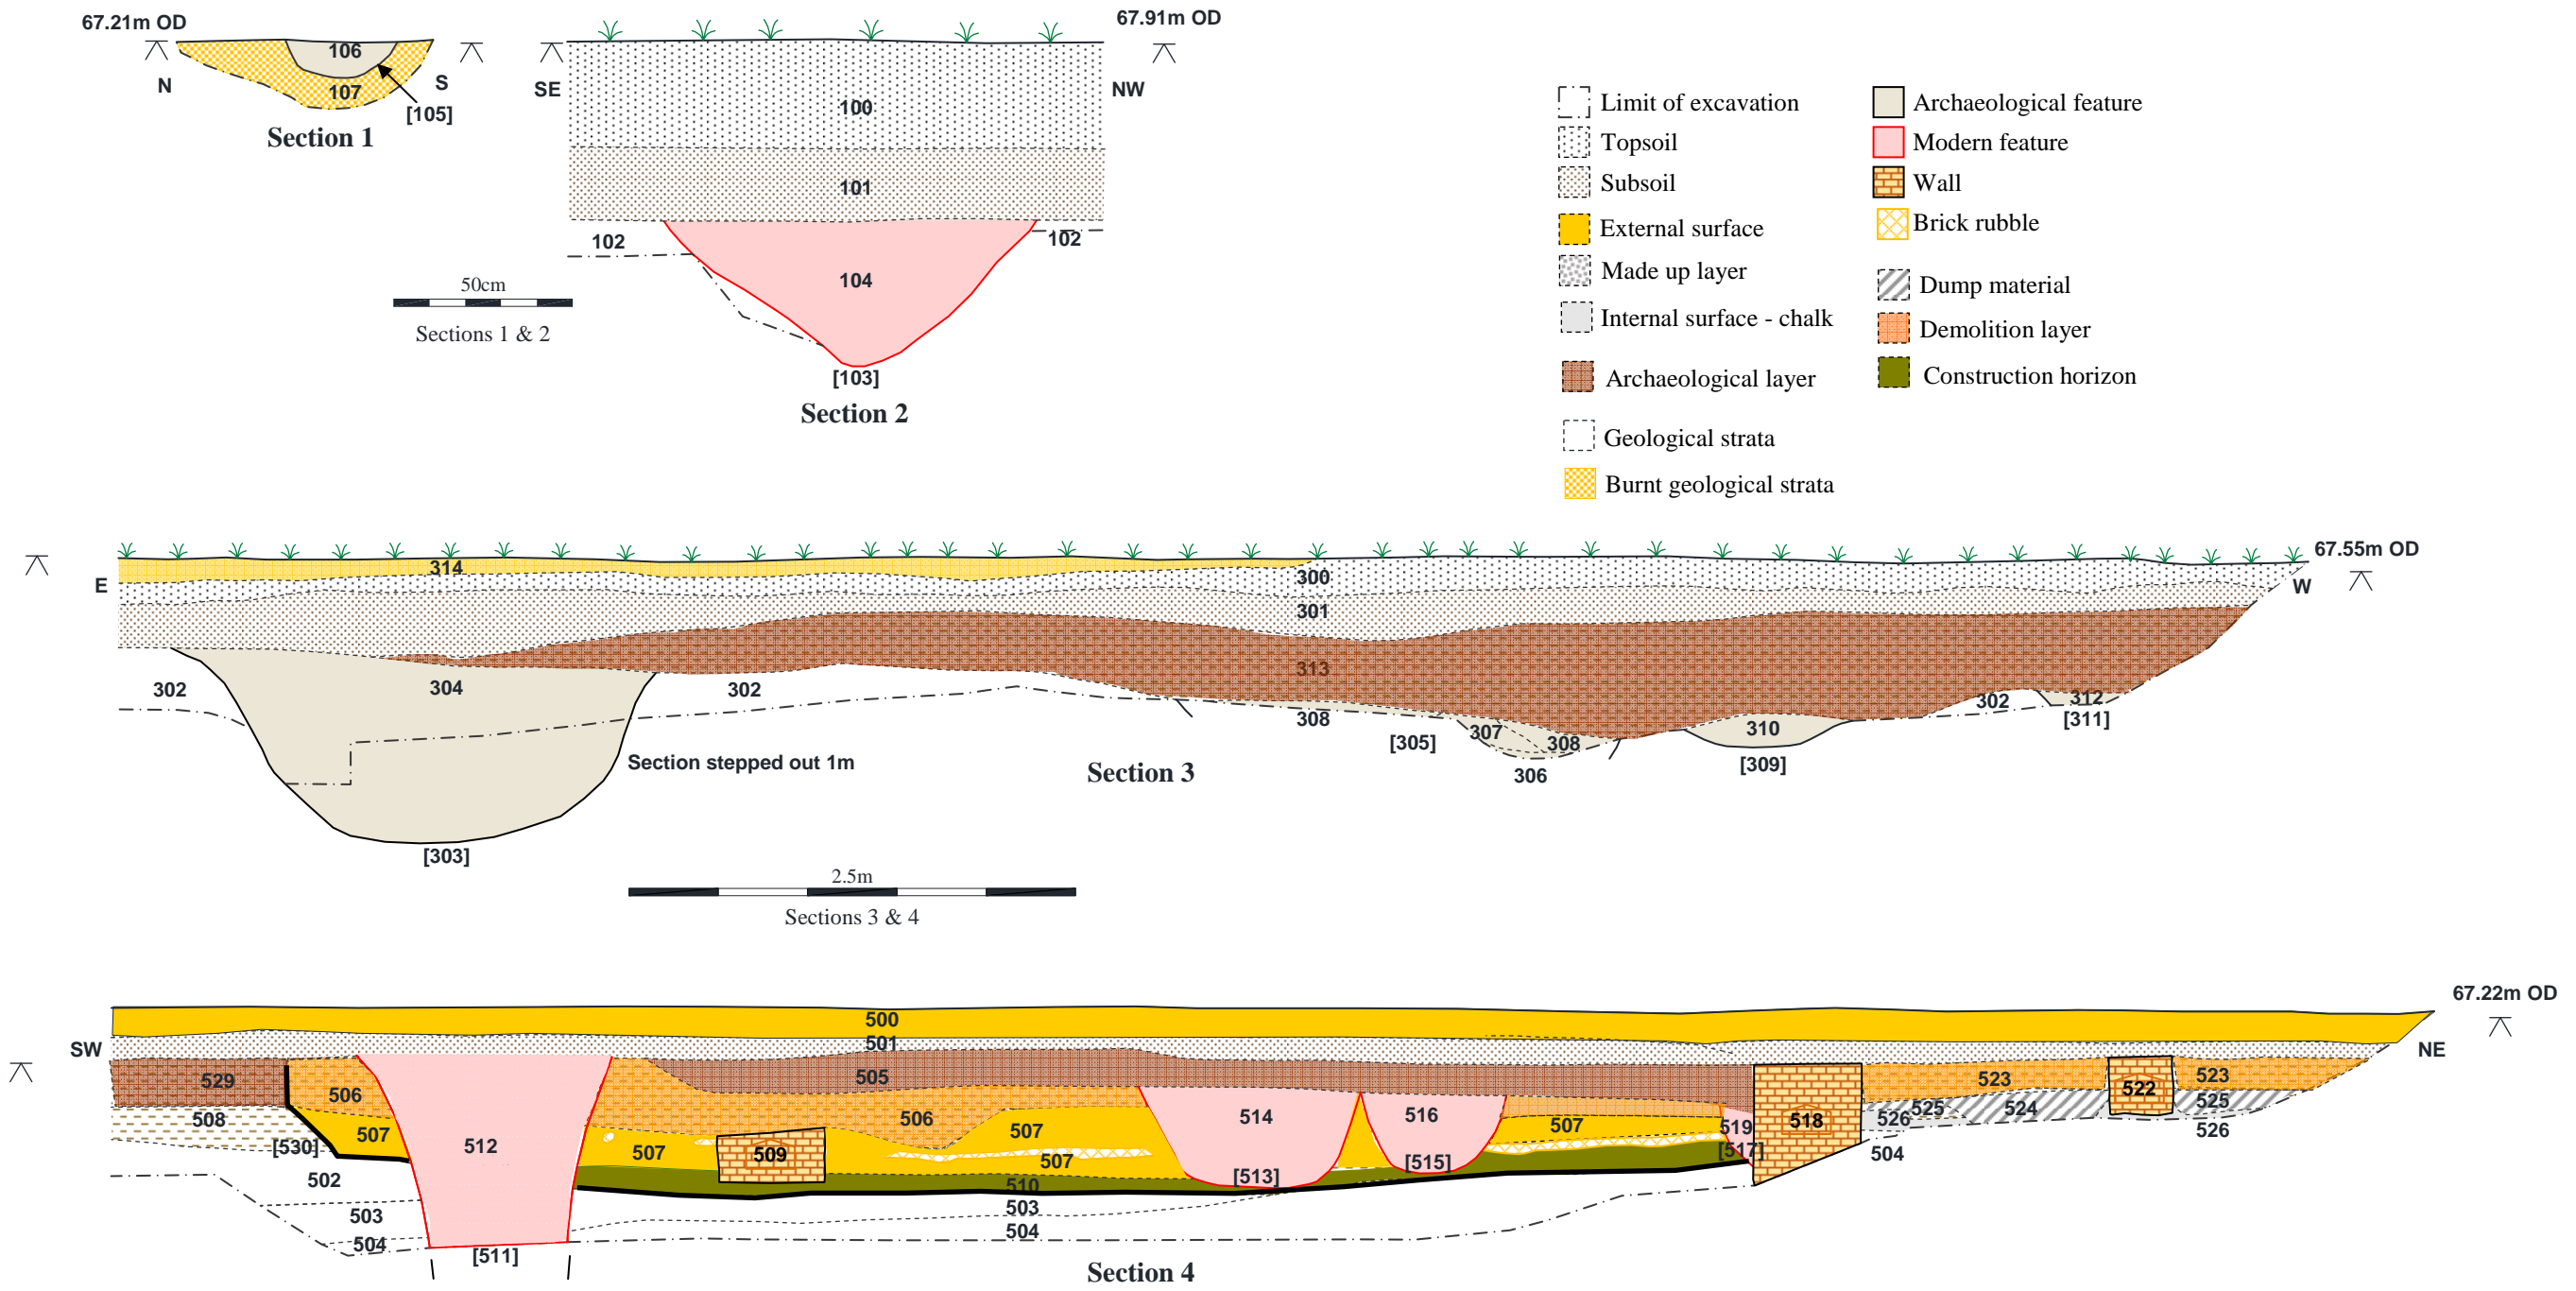 67.21m OD
106
107
N
S
[105]
Section 1
67.91m OD
SE
NW
100
101
102
102
104
[103]
Section 2
50cm
Sections 1 & 2
Limit of excavation
Topsoil
Subsoil
External surface
Made up layer
Internal surface - chalk
Archaeological layer
Geological strata
Burnt geological strata
Archaeological feature
Modern feature
Wall
Brick rubble
Dump material
Demolition layer
Construction horizon
67.55m OD
E
W
314
300
301
313
302
304
302
302
312
[311]
308
[305]
307
308
306
310
[309]
Section stepped out 1m
[303]
Section 3
2.5m
Sections 3 & 4
67.22m OD
SW
NE
500
501
529
506
505
508
507
[530]
502
503
504
512
[511]
507
509
506
507
507
510
503
504
514
[513]
516
[515]
507
519
[517]
518
504
523
525
526
524
522
523
525
526
Section 4